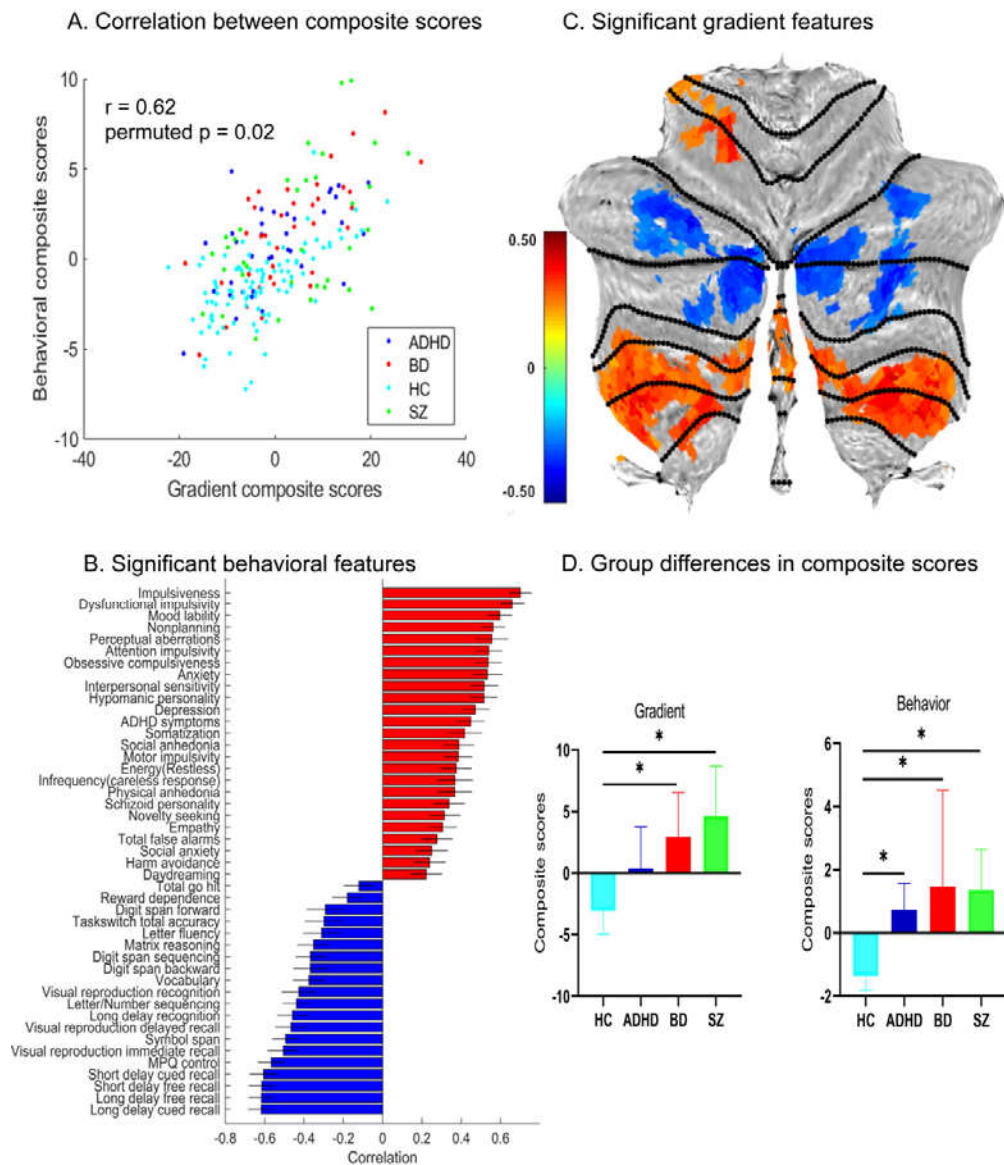 A. Correlation between composite scores
r = 0.62
permuted p = 0.02
Behavioral composite scores
10
5
0
-5
-10
-40
-20
0
20
40
Gradient composite scores
ADHD
BD
HC
SZ
C. Significant gradient features
0.50
0
-0.50
B. Significant behavioral features
Impulsiveness
Dysfunctional impulsivity
Mood lability
Nonplanning
Perceptual aberrations
Attention impulsivity
Obsessive compulsiveness
Anxiety
Interpersonal sensitivity
Hypomanic personality
Depression
ADHD symptoms
Somatization
Social anhedonia
Motor impulsivity
Energy(Restless)
Infrequency(careless response)
Physical anhedonia
Schizoid personality
Novelty seeking
Empathy
Total false alarms
Social anxiety
Harm avoidance
Daydreaming
Total go hit
Reward dependence
Digit span forward
Taskswitch total accuracy
Letter fluency
Matrix reasoning
Digit span sequencing
Digit span backward
Vocabulary
Visual reproduction recognition
Letter/Number sequencing
Long delay recognition
Visual reproduction delayed recall
Symbol span
Visual reproduction immediate recall
MPQ control
Short delay cued recall
Short delay free recall
Long delay free recall
Long delay cued recall
-0.8 -0.6 -0.4 -0.2 0 0.2 0.4 0.6
Correlation
D. Group differences in composite scores
Gradient
Composite scores
10
5
0
-5
-10
*
*
HC ADHD BD SZ
Behavior
Composite scores
6
4
2
0
-2
*
*
*
HC ADHD BD SZ